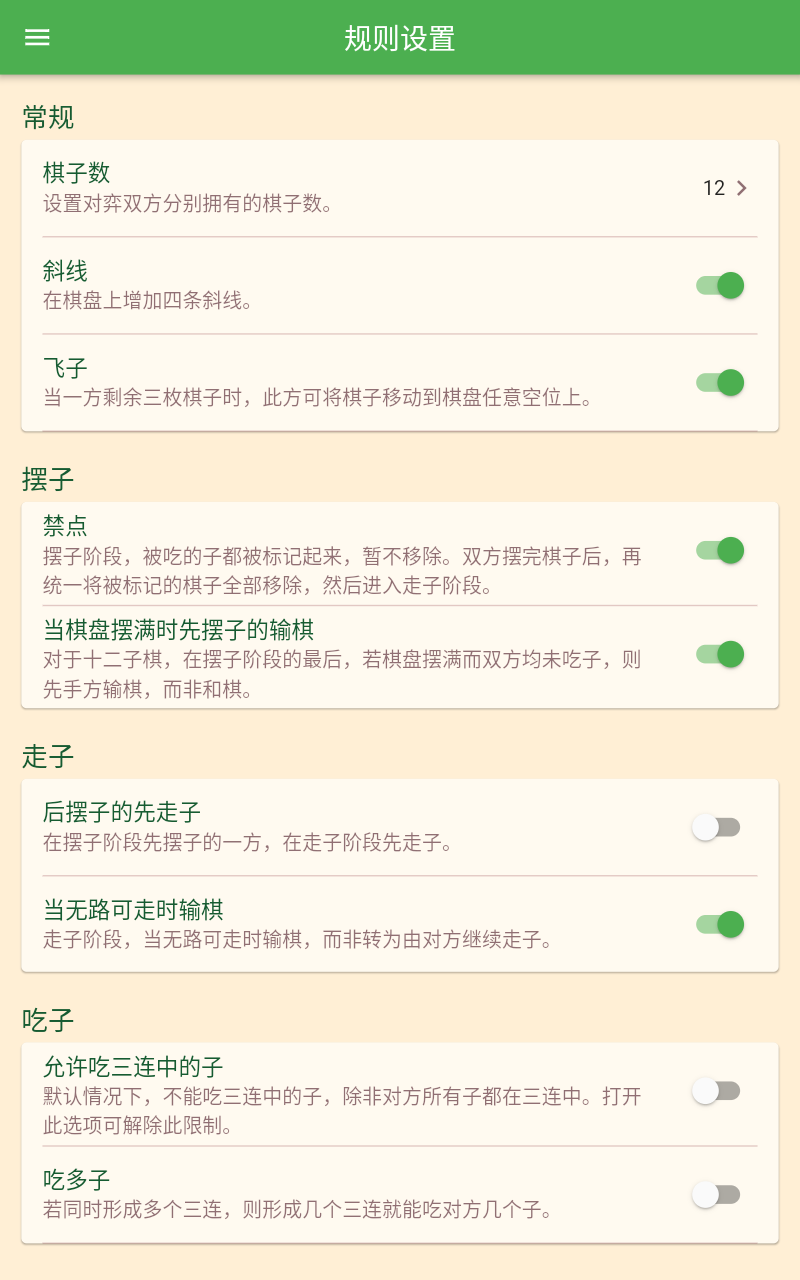 规则设置
常规
棋子数
设置对弈双方分别拥有的棋子数。
12
斜线
在棋盘上增加四条斜线。
飞子
当一方剩余三枚棋子时，此方可将棋子移动到棋盘任意空位上。
摆子
禁点
摆子阶段，被吃的子都被标记起来，暂不移除。双方摆完棋子后，再
统一将被标记的棋子全部移除，然后进入走子阶段。
当棋盘摆满时先摆子的输棋
对于十二子棋，在摆子阶段的最后，若棋盘摆满而双方均未吃子，则
先手方输棋，而非和棋。
走子
后摆子的先走子
在摆子阶段先摆子的一方，在走子阶段先走子。
当无路可走时输棋
走子阶段，当无路可走时输棋，而非转为由对方继续走子。
吃子
允许吃三连中的子
默认情况下，不能吃三连中的子，除非对方所有子都在三连中。打开
此选项可解除此限制。
吃多子
若同时形成多个三连，则形成几个三连就能吃对方几个子。